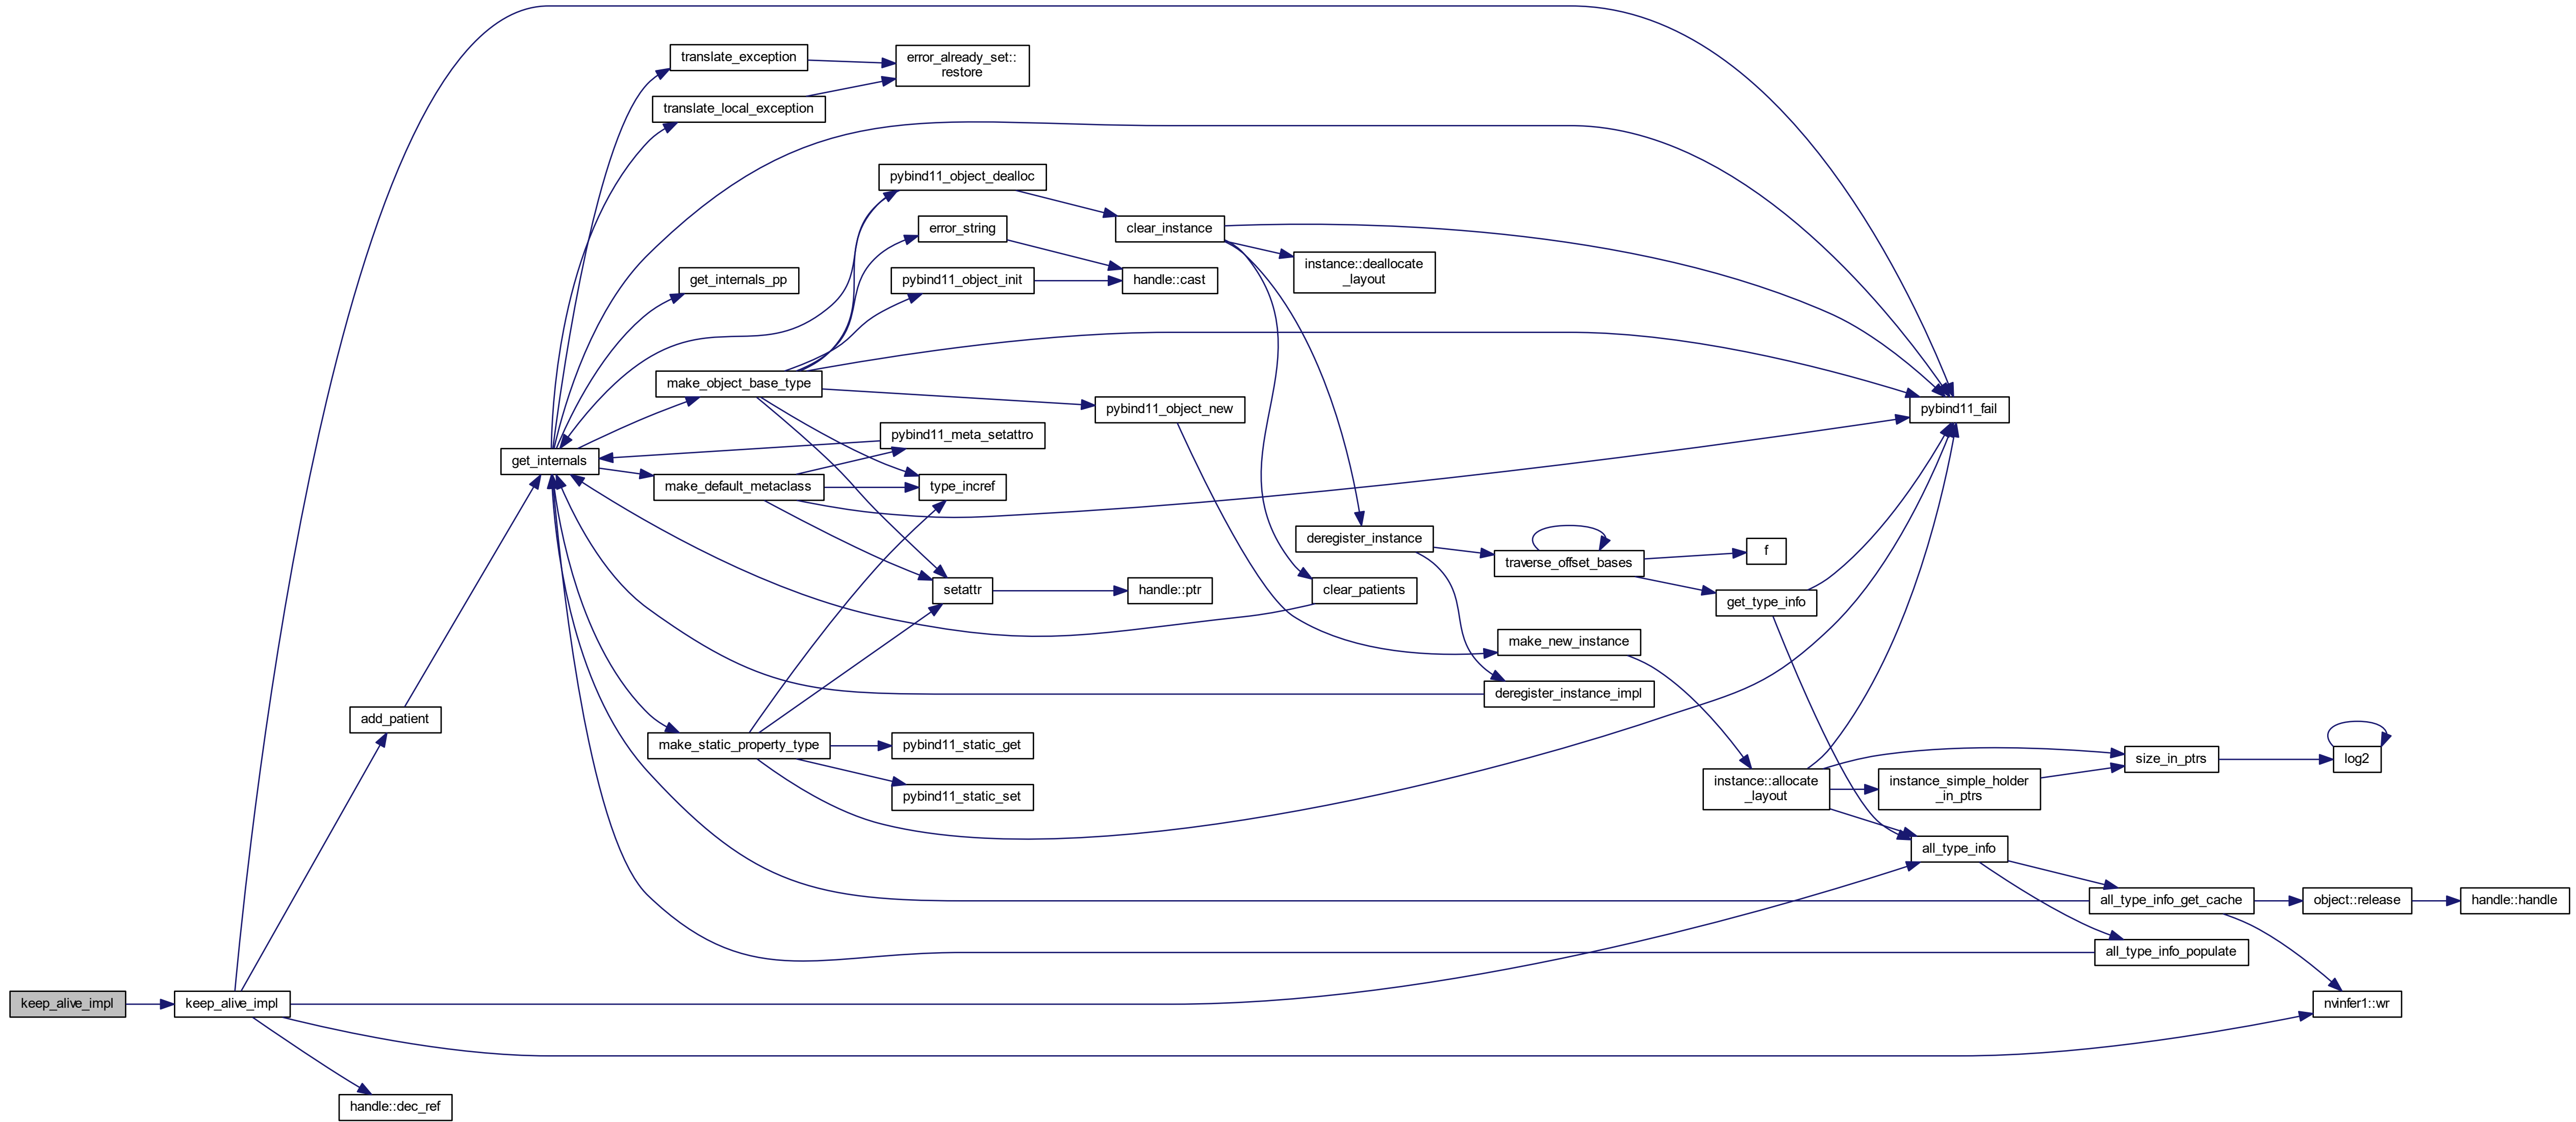 translate_exception
error_already_set::
restore
translate_local_exception
pybind11_object_dealloc
error_string
clear_instance
instance::deallocate
_layout
get_internals_pp
pybind11_object_init
handle::cast
make_object_base_type
pybind11_object_new
pybind11_fail
pybind11_meta_setattro
get_internals
make_default_metaclass
type_incref
deregister_instance
traverse_offset_bases
f
setattr
handle::ptr
clear_patients
get_type_info
make_new_instance
deregister_instance_impl
add_patient
make_static_property_type
pybind11_static_get
pybind11_static_set
instance::allocate
_layout
instance_simple_holder
_in_ptrs
size_in_ptrs
log2
all_type_info
all_type_info_get_cache
object::release
handle::handle
all_type_info_populate
keep_alive_impl
keep_alive_impl
nvinfer1::wr
handle::dec_ref